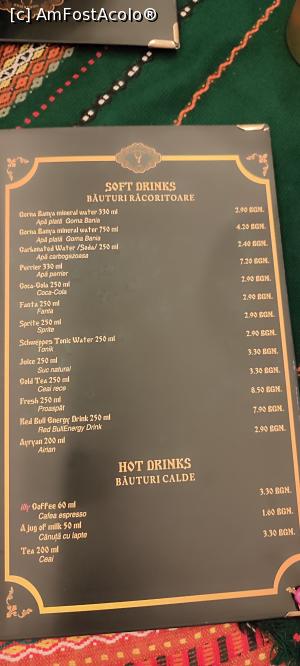 [c] AmFostAcolo®
SOFT DRINKS
BĂUTURI RĂCORITOARE
Gorna Banya mineral water 330 ml 2.90 BGN.
Apă plată Gorna Bania
Gorna Banya mineral water 750 ml 4.20 BGN.
Apă plată Gorna Bania
Carbonated Water /Soda/ 250 ml 2.40 BGN.
Apă carbogazoasa
Perrier 330 ml 7.20 BGN.
Apă perrier
Coca-Cola 250 ml 2.90 BGN.
Coca-Cola
Fanta 250 ml 2.90 BGN.
Fanta
Sprite 250 ml 2.90 BGN.
Sprite
Schweppes Tonic Water 250 ml 2.90 BGN.
Tonik
Juice 250 ml 3.30 BGN.
Suc natural
Cold Tea 250 ml 3.30 BGN.
Ceai rece
Fresh 250 ml 8.50 BGN.
Proaspăt
Red Bull Energy Drink 250 ml 7.90 BGN.
Red BullEnergy Drink
Ayryan 200 ml 2.90 BGN.
Airian
HOT DRINKS
BĂUTURI CALDE
illy Coffee 60 ml 3.30 BGN.
Cafea espresso
A jug of milk 50 ml 1.60 BGN.
Cănuță cu lapte
Tea 200 ml 3.30 BGN.
Ceai